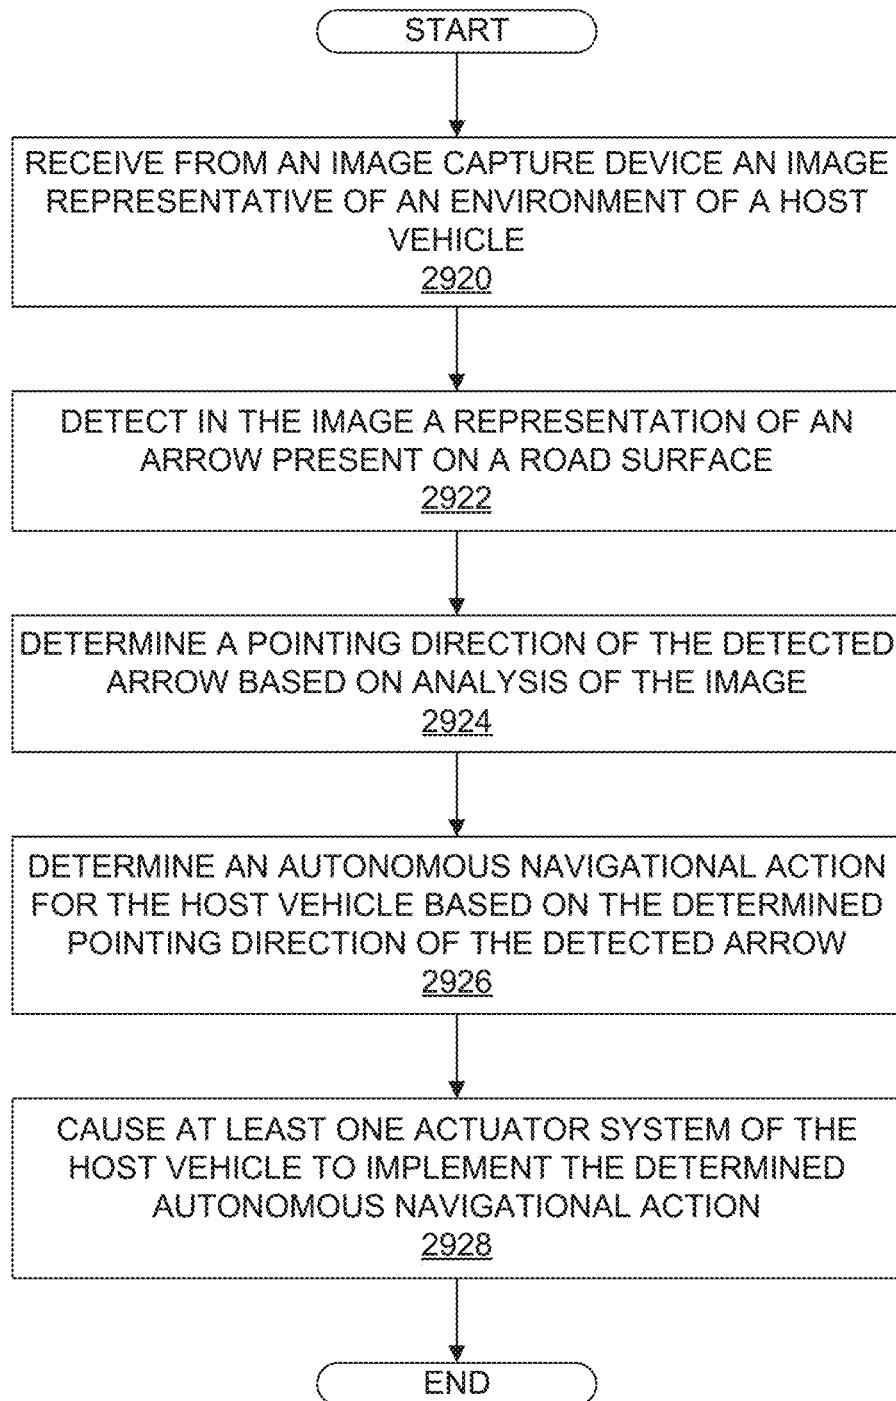 START
RECEIVE FROM AN IMAGE CAPTURE DEVICE AN IMAGE
REPRESENTATIVE OF AN ENVIRONMENT OF A HOST
VEHICLE
2920
DETECT IN THE IMAGE A REPRESENTATION OF AN
ARROW PRESENT ON A ROAD SURFACE
2922
DETERMINE A POINTING DIRECTION OF THE DETECTED
ARROW BASED ON ANALYSIS OF THE IMAGE
2924
DETERMINE AN AUTONOMOUS NAVIGATIONAL ACTION
FOR THE HOST VEHICLE BASED ON THE DETERMINED
POINTING DIRECTION OF THE DETECTED ARROW
2926
CAUSE AT LEAST ONE ACTUATOR SYSTEM OF THE
HOST VEHICLE TO IMPLEMENT THE DETERMINED
AUTONOMOUS NAVIGATIONAL ACTION
2928
END